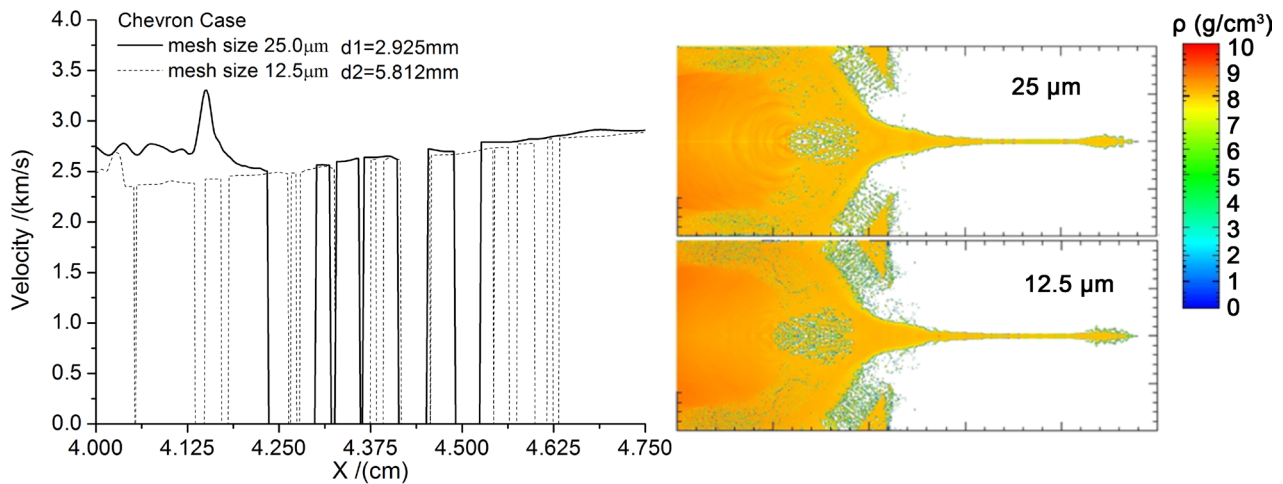 Chevron Case
mesh size 25.0μm d1=2.925mm
mesh size 12.5μm d2=5.812mm
4.0
3.5
3.0
2.5
2.0
1.5
1.0
0.5
0.0
Velocity /(km/s)
4.000 4.125 4.250 4.375 4.500 4.625 4.750
X /(cm)
25 μm
12.5 μm
ρ (g/cm³)
10
9
8
7
6
5
4
3
2
1
0